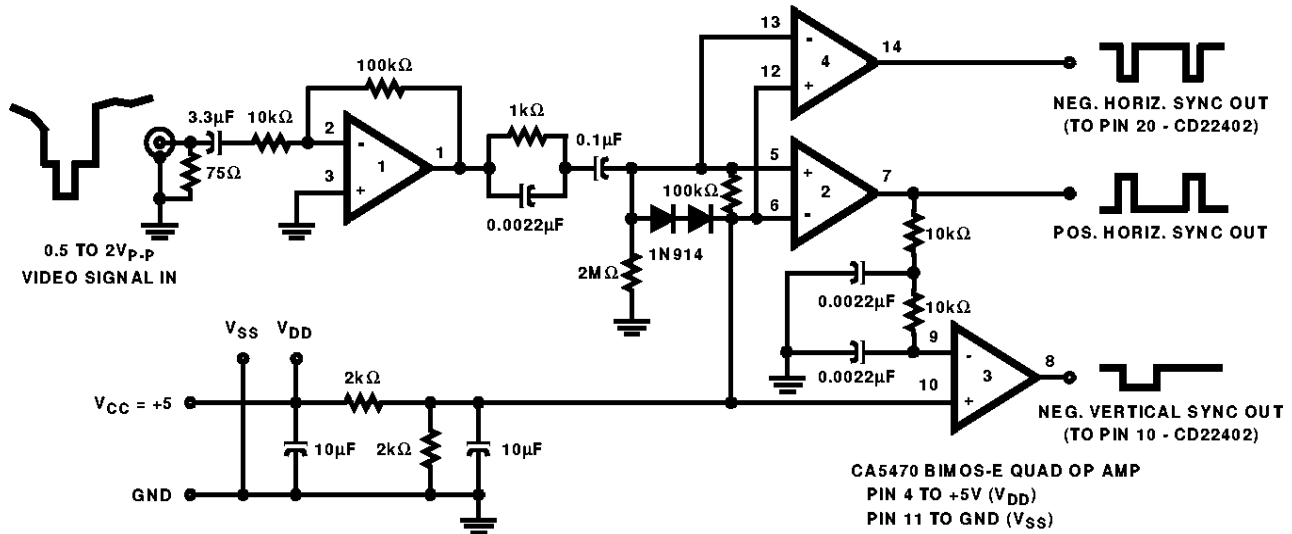 13
14
4
12
-
+
NEG. HORIZ. SYNC OUT
(TO PIN 20 - CD22402)
100kΩ
3.3µF
10kΩ
2
-
1
1
3
+
75Ω
0.5 TO 2VP-P
VIDEO SIGNAL IN
1kΩ
0.1µF
0.0022µF
100kΩ
5
+
2
7
6
-
POS. HORIZ. SYNC OUT
1N914
2MΩ
10kΩ
0.0022µF
10kΩ
0.0022µF
9
-
3
8
10
+
NEG. VERTICAL SYNC OUT
(TO PIN 10 - CD22402)
VSS
VDD
2kΩ
VCC = +5
10µF
2kΩ
10µF
GND
CA5470 BIMOS-E QUAD OP AMP
PIN 4 TO +5V (VDD)
PIN 11 TO GND (VSS)